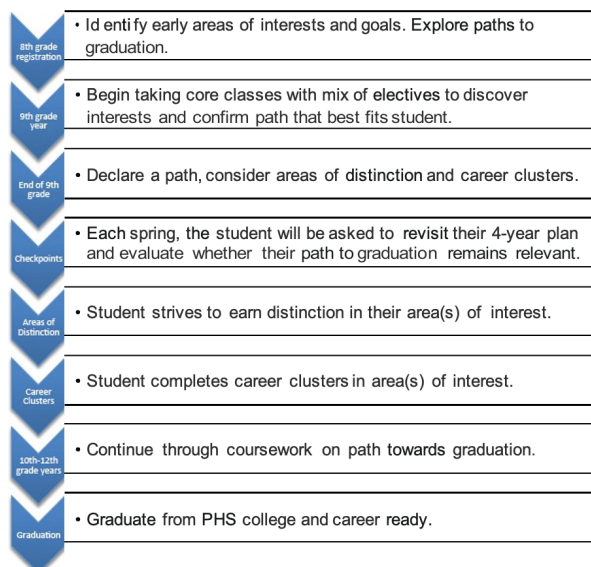 8th grade
registration
• Id entify early areas of interests and goals. Explore paths to
graduation.
9th grade
year
• Begin taking core classes with mix of electives to discover
interests and confirm path that best fits student.
End of 9th
grade
• Declare a path, consider areas of distinction and career clusters.
Checkpoints
• Each spring, the student will be asked to revisit their 4-year plan
and evaluate whether their path to graduation remains relevant.
Areas of
Distinction
• Student strives to earn distinction in their area(s) of interest.
Career
Clusters
• Student completes career clusters in area(s) of interest.
10th-12th
grade years
• Continue through coursework on path towards graduation.
Graduation
• Graduate from PHS college and career ready.